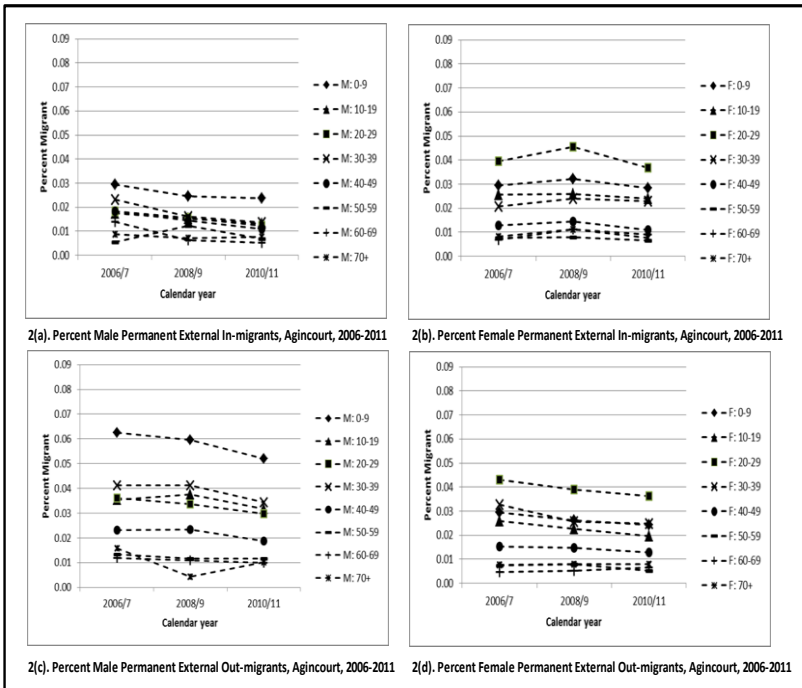 0.09
0.08
0.07
0.06
0.05
0.04
0.03
0.02
0.01
0.00
Percent Migrant
2006/7 2008/9 2010/11
Calendar year
M: 0-9
M: 10-19
M: 20-29
M: 30-39
M: 40-49
M: 50-59
M: 60-69
M: 70+
2(a). Percent Male Permanent External In-migrants, Agincourt, 2006-2011
0.09
0.08
0.07
0.06
0.05
0.04
0.03
0.02
0.01
0.00
Percent Migrant
2006/7 2008/9 2010/11
Calendar year
F: 0-9
F: 10-19
F: 20-29
F: 30-39
F: 40-49
F: 50-59
F: 60-69
F: 70+
2(b). Percent Female Permanent External In-migrants, Agincourt, 2006-2011
0.09
0.08
0.07
0.06
0.05
0.04
0.03
0.02
0.01
0.00
Percent Migrant
2006/7 2008/9 2010/11
Calendar year
M: 0-9
M: 10-19
M: 20-29
M: 30-39
M: 40-49
M: 50-59
M: 60-69
M: 70+
2(c). Percent Male Permanent External Out-migrants, Agincourt, 2006-2011
0.09
0.08
0.07
0.06
0.05
0.04
0.03
0.02
0.01
0.00
Percent Migrant
2006/7 2008/9 2010/11
Calendar year
F: 0-9
F: 10-19
F: 20-29
F: 30-39
F: 40-49
F: 50-59
F: 60-69
F: 70+
2(d). Percent Female Permanent External Out-migrants, Agincourt, 2006-2011